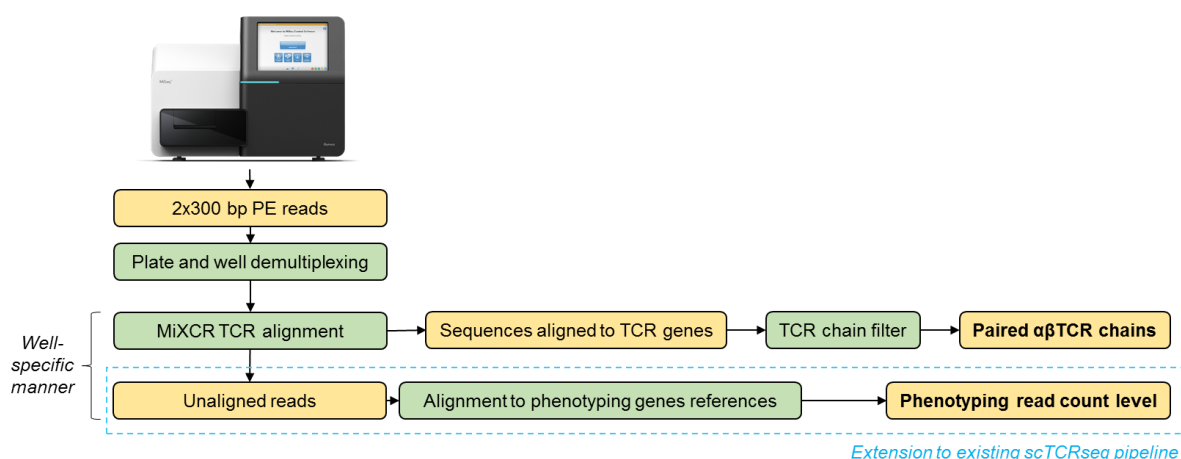 MiSeq
2x300 bp PE reads
Plate and well demultiplexing
Well-
specific
manner
MiXCR TCR alignment
Sequences aligned to TCR genes
TCR chain filter
Paired αβTCR chains
Unaligned reads
Alignment to phenotyping genes references
Phenotyping read count level
Extension to existing scTCRseq pipeline